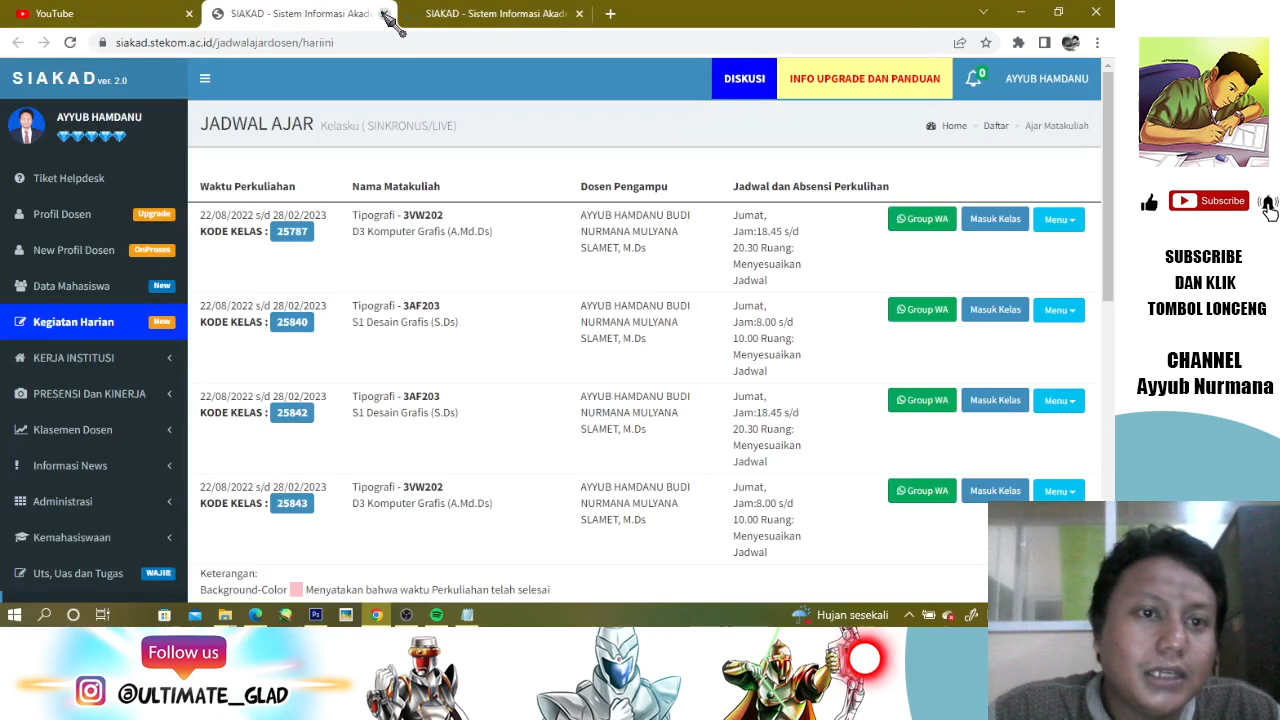 YouTube
SIAKAD - Sistem Informasi Akade
SIAKAD - Sistem Informasi Akade
siakad.stekom.ac.id/jadwalajardosen/hariini
SIAKAD ver. 2.0
DISKUSI
INFO UPGRADE DAN PANDUAN
0
AYYUB HAMDANU
AYYUB HAMDANU
JADWAL AJAR Kelasku ( SINKRONUS/LIVE)
Home > Daftar > Ajar Matakuliah
Tiket Helpdesk
Profil Dosen Upgrade
New Profil Dosen OnProses
Data Mahasiswa New
Kegiatan Harian New
KERJA INSTITUSI
PRESENSI Dan KINERJA
Klasemen Dosen
Informasi News
Administrasi
Kemahasiswaan
Uts, Uas dan Tugas WAJIB
Waktu Perkuliahan Nama Matakuliah Dosen Pengampu Jadwal dan Absensi Perkulihan
22/08/2022 s/d 28/02/2023
KODE KELAS : 25787
Tipografi - 3VW202
D3 Komputer Grafis (A.Md.Ds)
AYYUB HAMDANU BUDI
NURMANA MULYANA
SLAMET, M.Ds
Jumat,
Jam:18.45 s/d
20.30 Ruang:
Menyesuaikan
Jadwal
Group WA Masuk Kelas Menu
22/08/2022 s/d 28/02/2023
KODE KELAS : 25840
Tipografi - 3AF203
S1 Desain Grafis (S.Ds)
AYYUB HAMDANU BUDI
NURMANA MULYANA
SLAMET, M.Ds
Jumat,
Jam:8.00 s/d
10.00 Ruang:
Menyesuaikan
Jadwal
Group WA Masuk Kelas Menu
22/08/2022 s/d 28/02/2023
KODE KELAS : 25842
Tipografi - 3AF203
S1 Desain Grafis (S.Ds)
AYYUB HAMDANU BUDI
NURMANA MULYANA
SLAMET, M.Ds
Jumat,
Jam:18.45 s/d
20.30 Ruang:
Menyesuaikan
Jadwal
Group WA Masuk Kelas Menu
22/08/2022 s/d 28/02/2023
KODE KELAS : 25843
Tipografi - 3VW202
D3 Komputer Grafis (A.Md.Ds)
AYYUB HAMDANU BUDI
NURMANA MULYANA
SLAMET, M.Ds
Jumat,
Jam:8.00 s/d
10.00 Ruang:
Menyesuaikan
Jadwal
Group WA Masuk Kelas Menu
Keterangan:
Background-Color Menyatakan bahwa waktu Perkuliahan telah selesai
Ps
Hujan sesekali
Subscribe
SUBSCRIBE
DAN KLIK
TOMBOL LONCENG
CHANNEL
Ayyub Nurmana
Follow us
@ULTIMATE_GLAD